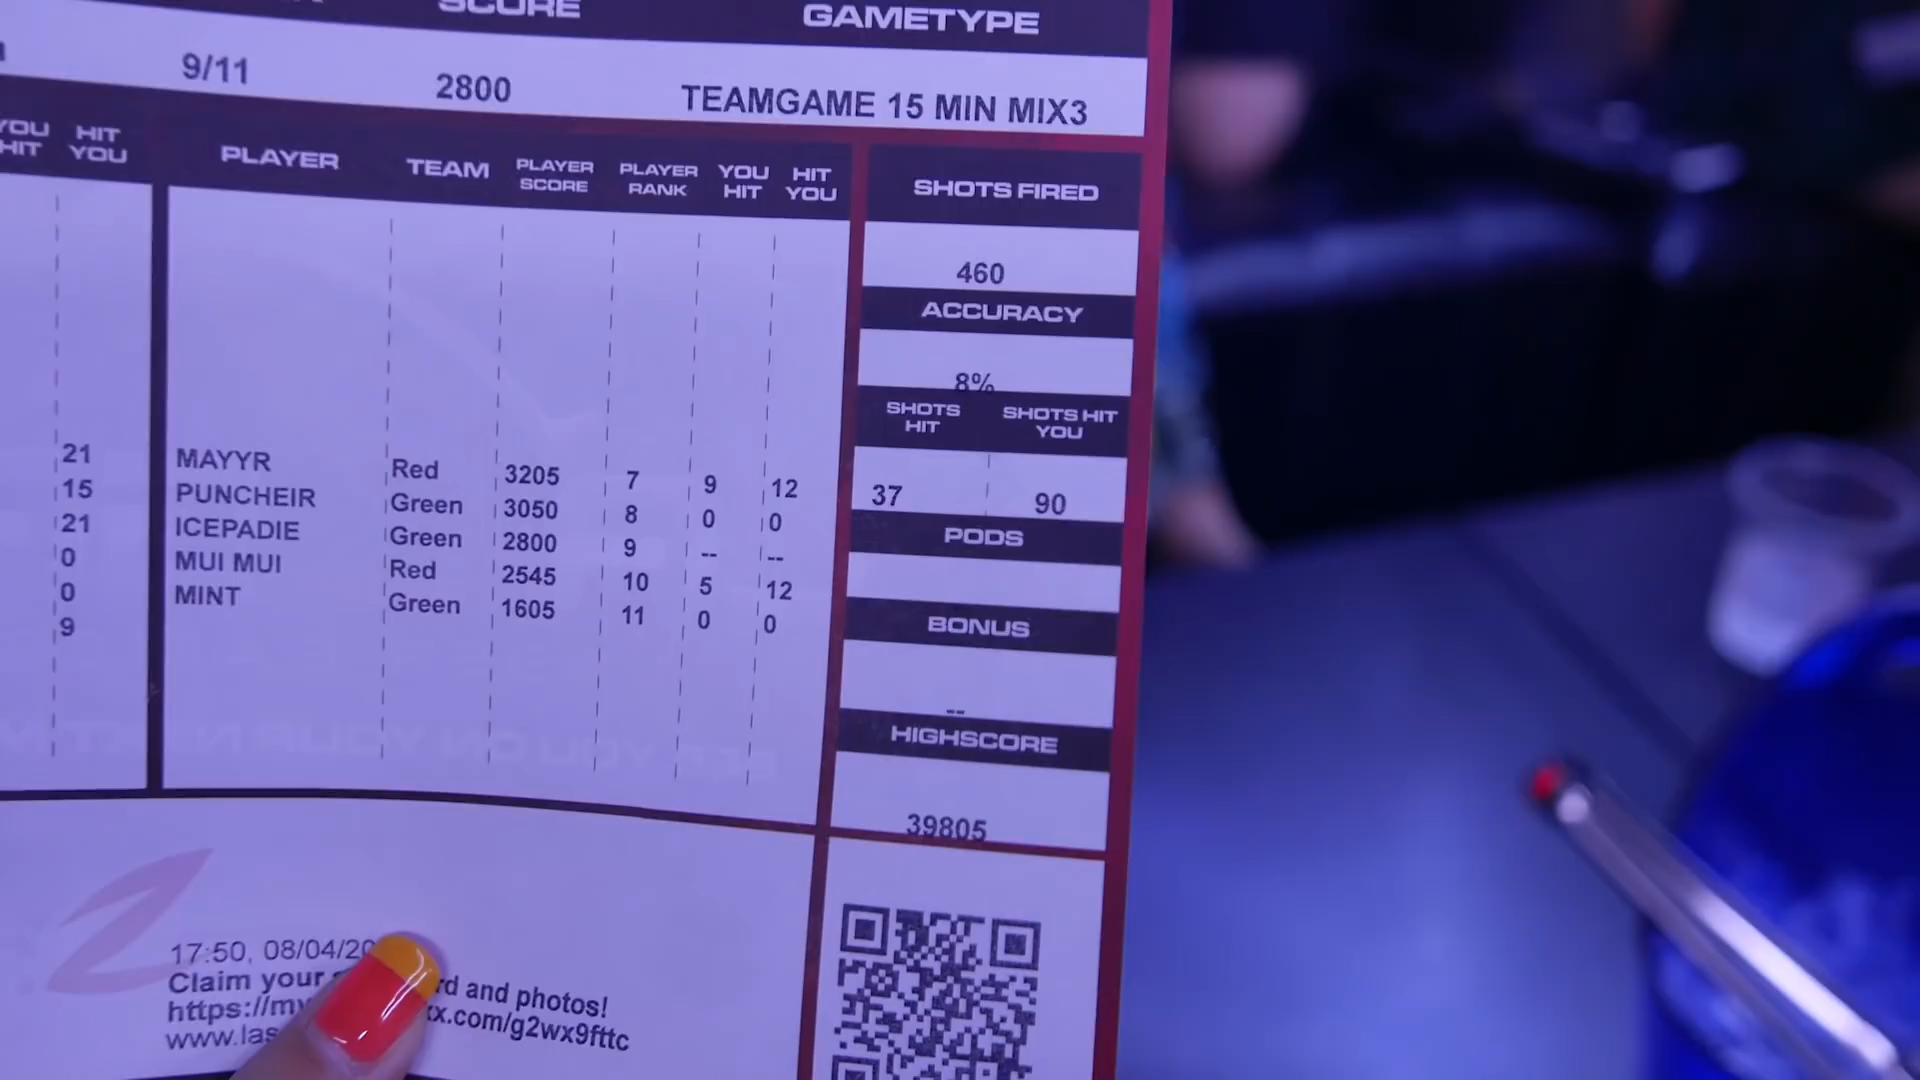 SCORE GAMETYPE
9/11 2800 TEAMGAME 15 MIN MIX3
YOU HIT HIT YOU
PLAYER TEAM PLAYER SCORE PLAYER RANK YOU HIT HIT YOU
21
15
21
0
0
9
MAYYR Red 3205 7 9 12
PUNCHEIR Green 3050 8 0 0
ICEPADIE Green 2800 9 -- --
MUI MUI Red 2545 10 5 12
MINT Green 1605 11 0 0
SHOTS FIRED
460
ACCURACY
8%
SHOTS HIT SHOTS HIT YOU
37 90
PODS
BONUS
--
HIGHSCORE
39805
17:50, 08/04/20
Claim your and photos!
https://my xx.com/g2wx9fttc
www.las